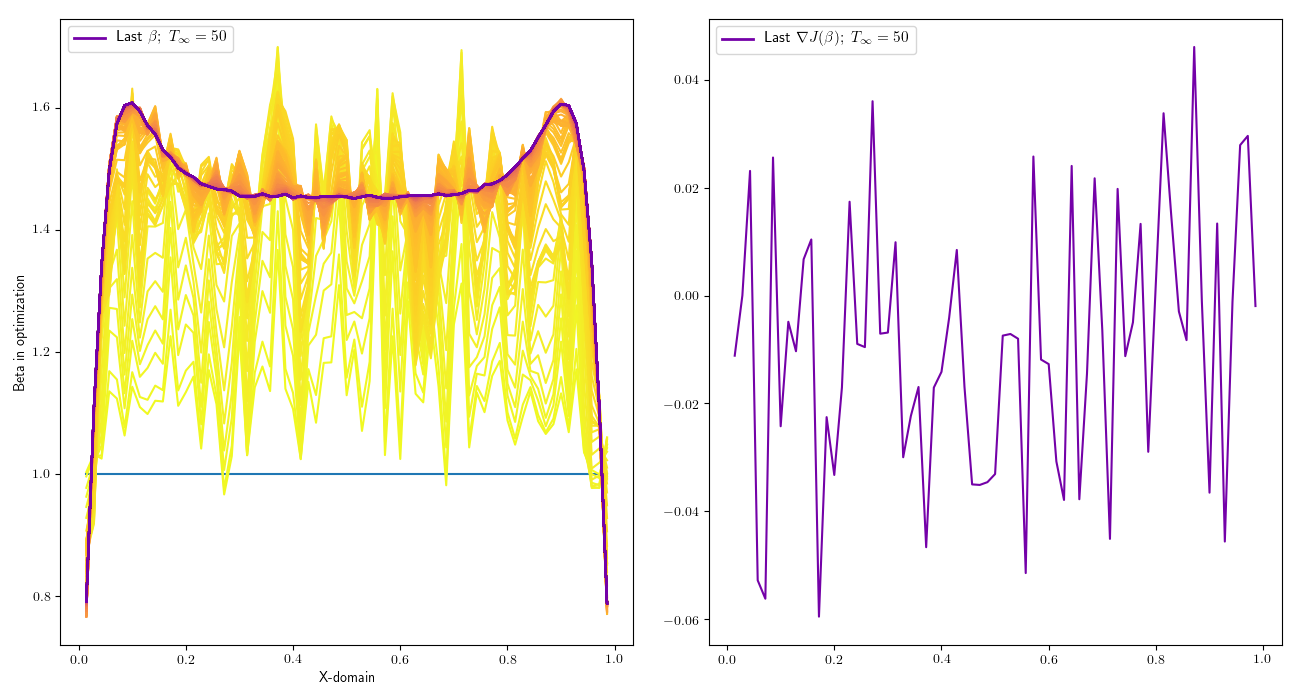 Last β; T∞ = 50
1.6
1.4
1.2
1.0
0.8
Beta in optimization
0.0 0.2 0.4 0.6 0.8 1.0
X-domain
Last ∇J(β); T∞ = 50
0.04
0.02
0.00
−0.02
−0.04
−0.06
0.0 0.2 0.4 0.6 0.8 1.0